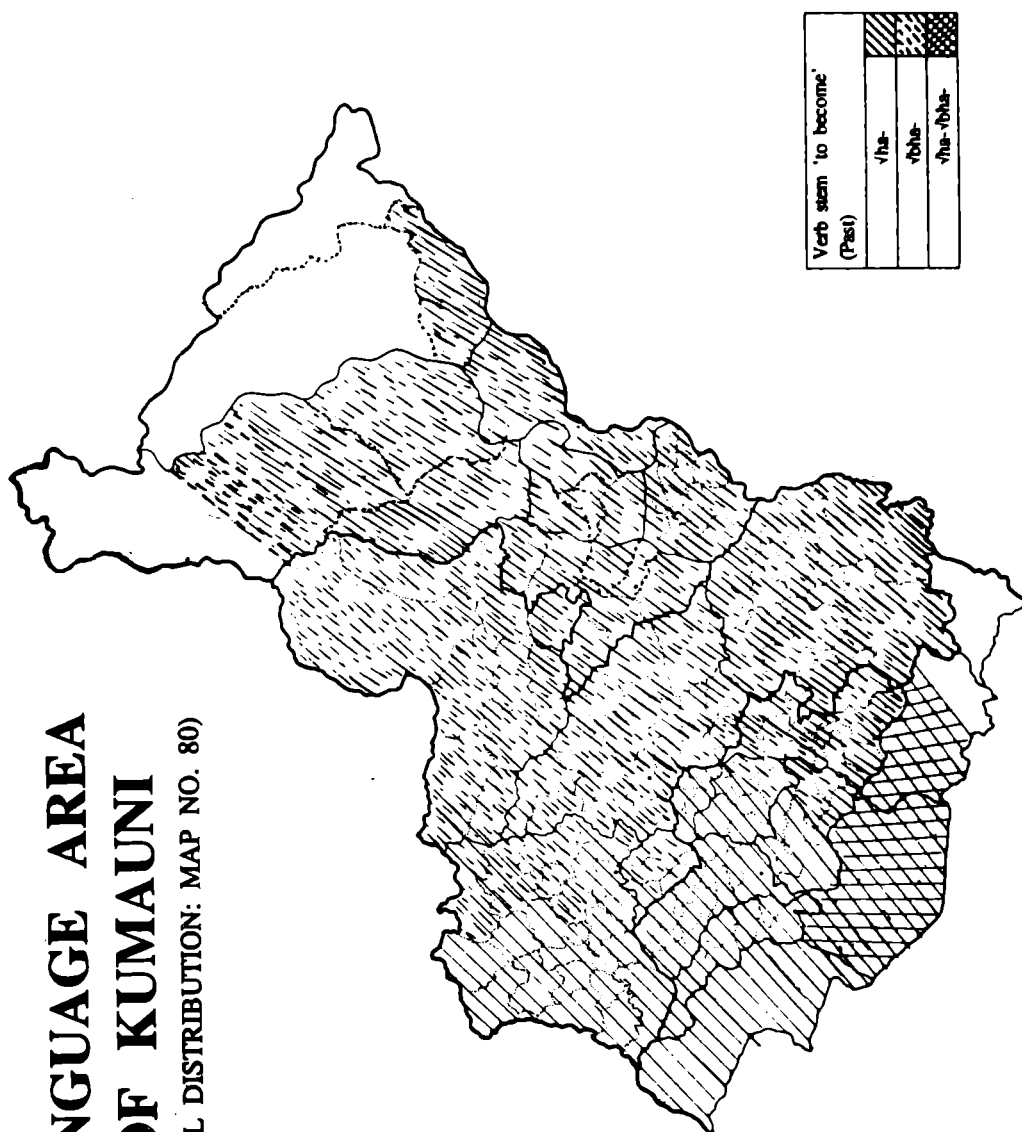 NGUAGE AREA
OF KUMAUNI
L DISTRIBUTION: MAP NO. 80)
Verb stem 'to become'
(Past)
√ha-
√bha-
√ha- √bha-